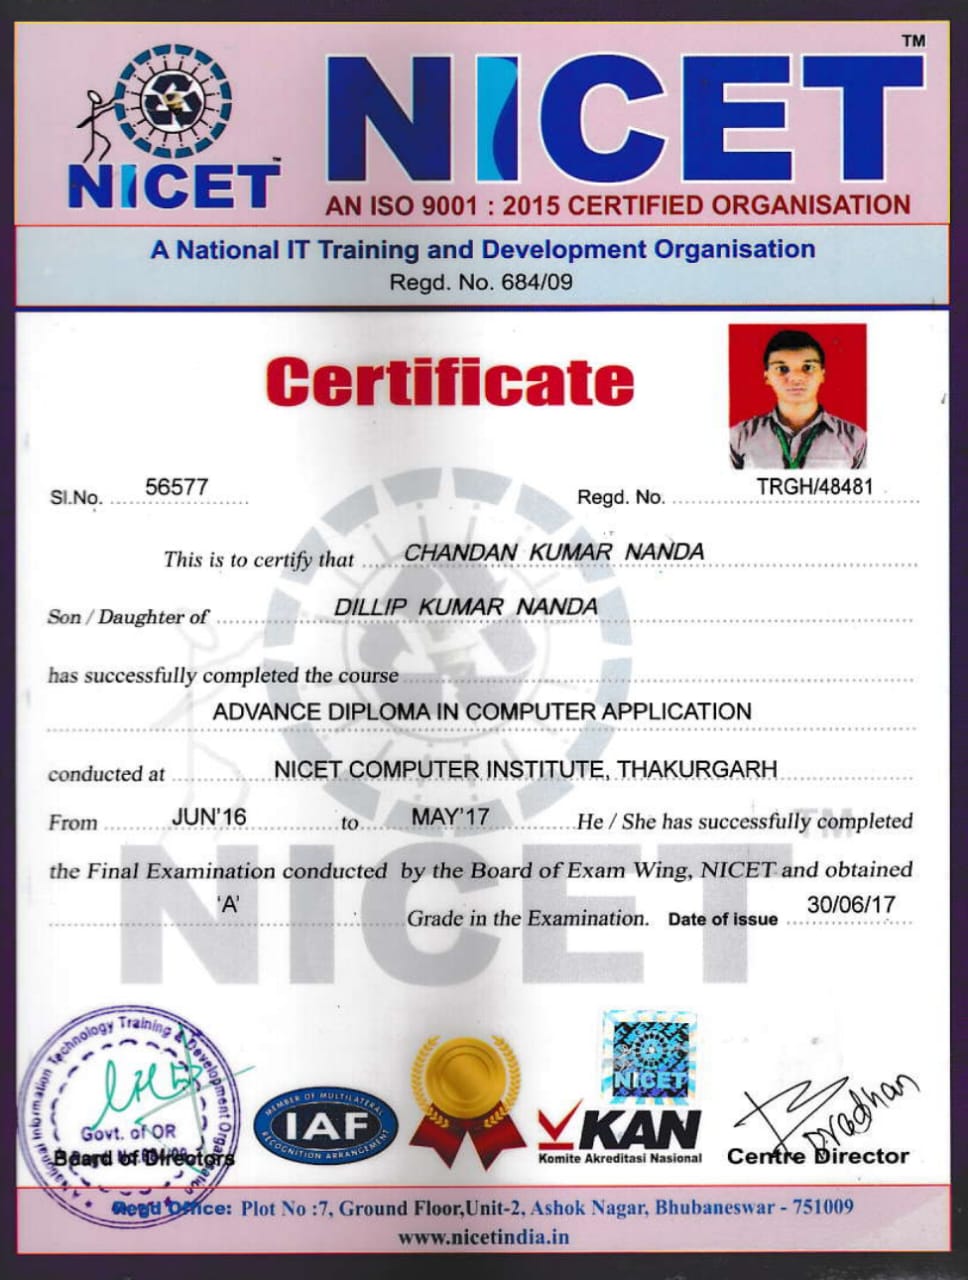 NICET™
NICET™
AN ISO 9001 : 2015 CERTIFIED ORGANISATION
A National IT Training and Development Organisation
Regd. No. 684/09
Certificate
Sl.No. 56577 Regd. No. TRGH/48481
This is to certify that CHANDAN KUMAR NANDA
Son / Daughter of DILLIP KUMAR NANDA
has successfully completed the course
ADVANCE DIPLOMA IN COMPUTER APPLICATION
conducted at NICET COMPUTER INSTITUTE, THAKURGARH
From JUN'16 to MAY'17 He / She has successfully completed
the Final Examination conducted by the Board of Exam Wing, NICET and obtained
'A' Grade in the Examination. Date of issue 30/06/17
NICET™
A National Information Technology Training & Development Organisation
Govt. of OR
Board of Directors
MEMBER OF MULTILATERAL
IAF
RECOGNITION ARRANGEMENT
NICET
KAN
Komite Akreditasi Nasional
Pradhan
Centre Director
Regd Office: Plot No :7, Ground Floor,Unit-2, Ashok Nagar, Bhubaneswar - 751009
www.nicetindia.in